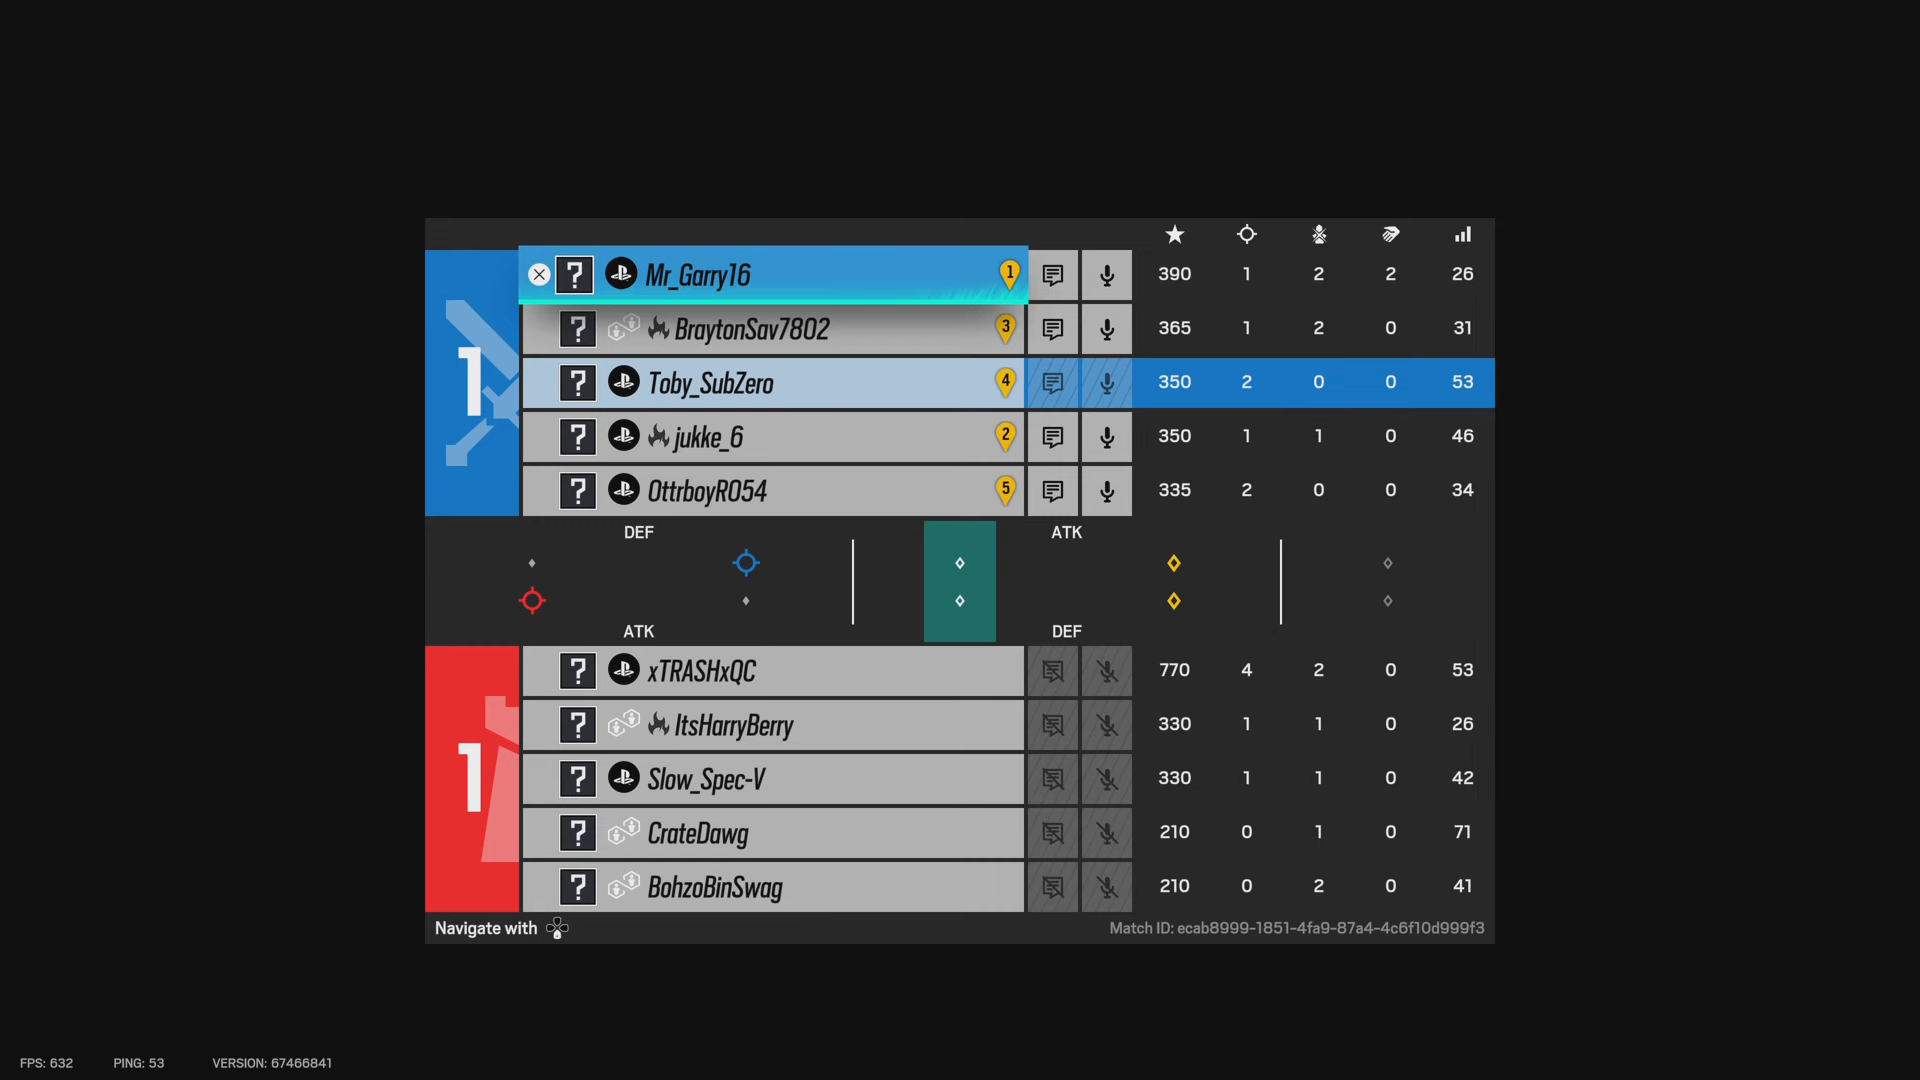 ? Mr_Garry16 1 390 1 2 2 26
1
? BraytonSav7802 3 365 1 2 0 31
? Toby_SubZero 4 350 2 0 0 53
? jukke_6 2 350 1 1 0 46
? OttrboyRO54 5 335 2 0 0 34
DEF ATK
ATK DEF
? xTRASHxQC 770 4 2 0 53
1
? ItsHarryBerry 330 1 1 0 26
? Slow_Spec-V 330 1 1 0 42
? CrateDawg 210 0 1 0 71
? BohzoBinSwag 210 0 2 0 41
Navigate with Match ID: ecab8999-1851-4fa9-87a4-4c6f10d999f3
FPS: 632 PING: 53 VERSION: 67466841